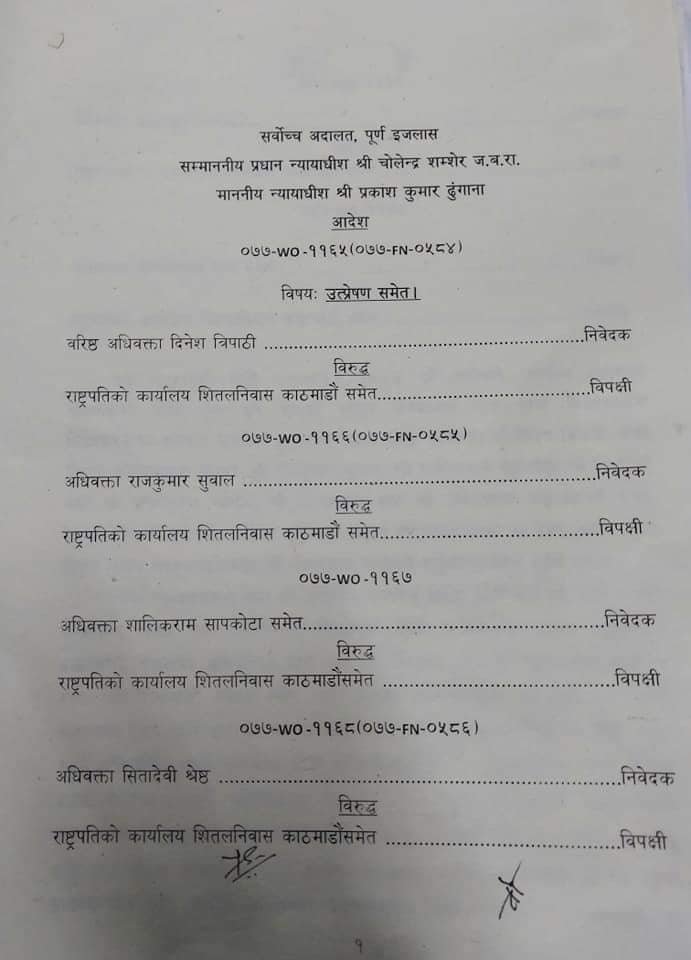 सर्वोच्च अदालत, पूर्ण इजलास
सम्माननीय प्रधान न्यायाधीश श्री चोलेन्द्र शम्शेर ज.ब.रा.
माननीय न्यायाधीश श्री प्रकाश कुमार ढुंगाना
आदेश
०७७-WO-११६५(०७७-FN-०५८४)
विषयः उत्प्रेषण समेत।
वरिष्ठ अधिवक्ता दिनेश त्रिपाठी ................................................निवेदक
विरुद्ध
राष्ट्रपतिको कार्यालय शितलनिवास काठमाडौं समेत................................विपक्षी
०७७-WO-११६६(०७७-FN-०५८५)
अधिवक्ता राजकुमार सुवाल .....................................................निवेदक
विरुद्ध
राष्ट्रपतिको कार्यालय शितलनिवास काठमाडौं समेत.................................विपक्षी
०७७-WO-११६७
अधिवक्ता शालिकराम सापकोटा समेत.............................................निवेदक
विरुद्ध
राष्ट्रपतिको कार्यालय शितलनिवास काठमाडौंसमेत ..................................विपक्षी
०७७-WO-११६८(०७७-FN-०५८६)
अधिवक्ता सितादेवी श्रेष्ठ ............................................................निवेदक
विरुद्ध
राष्ट्रपतिको कार्यालय शितलनिवास काठमाडौंसमेत ...................................विपक्षी
१